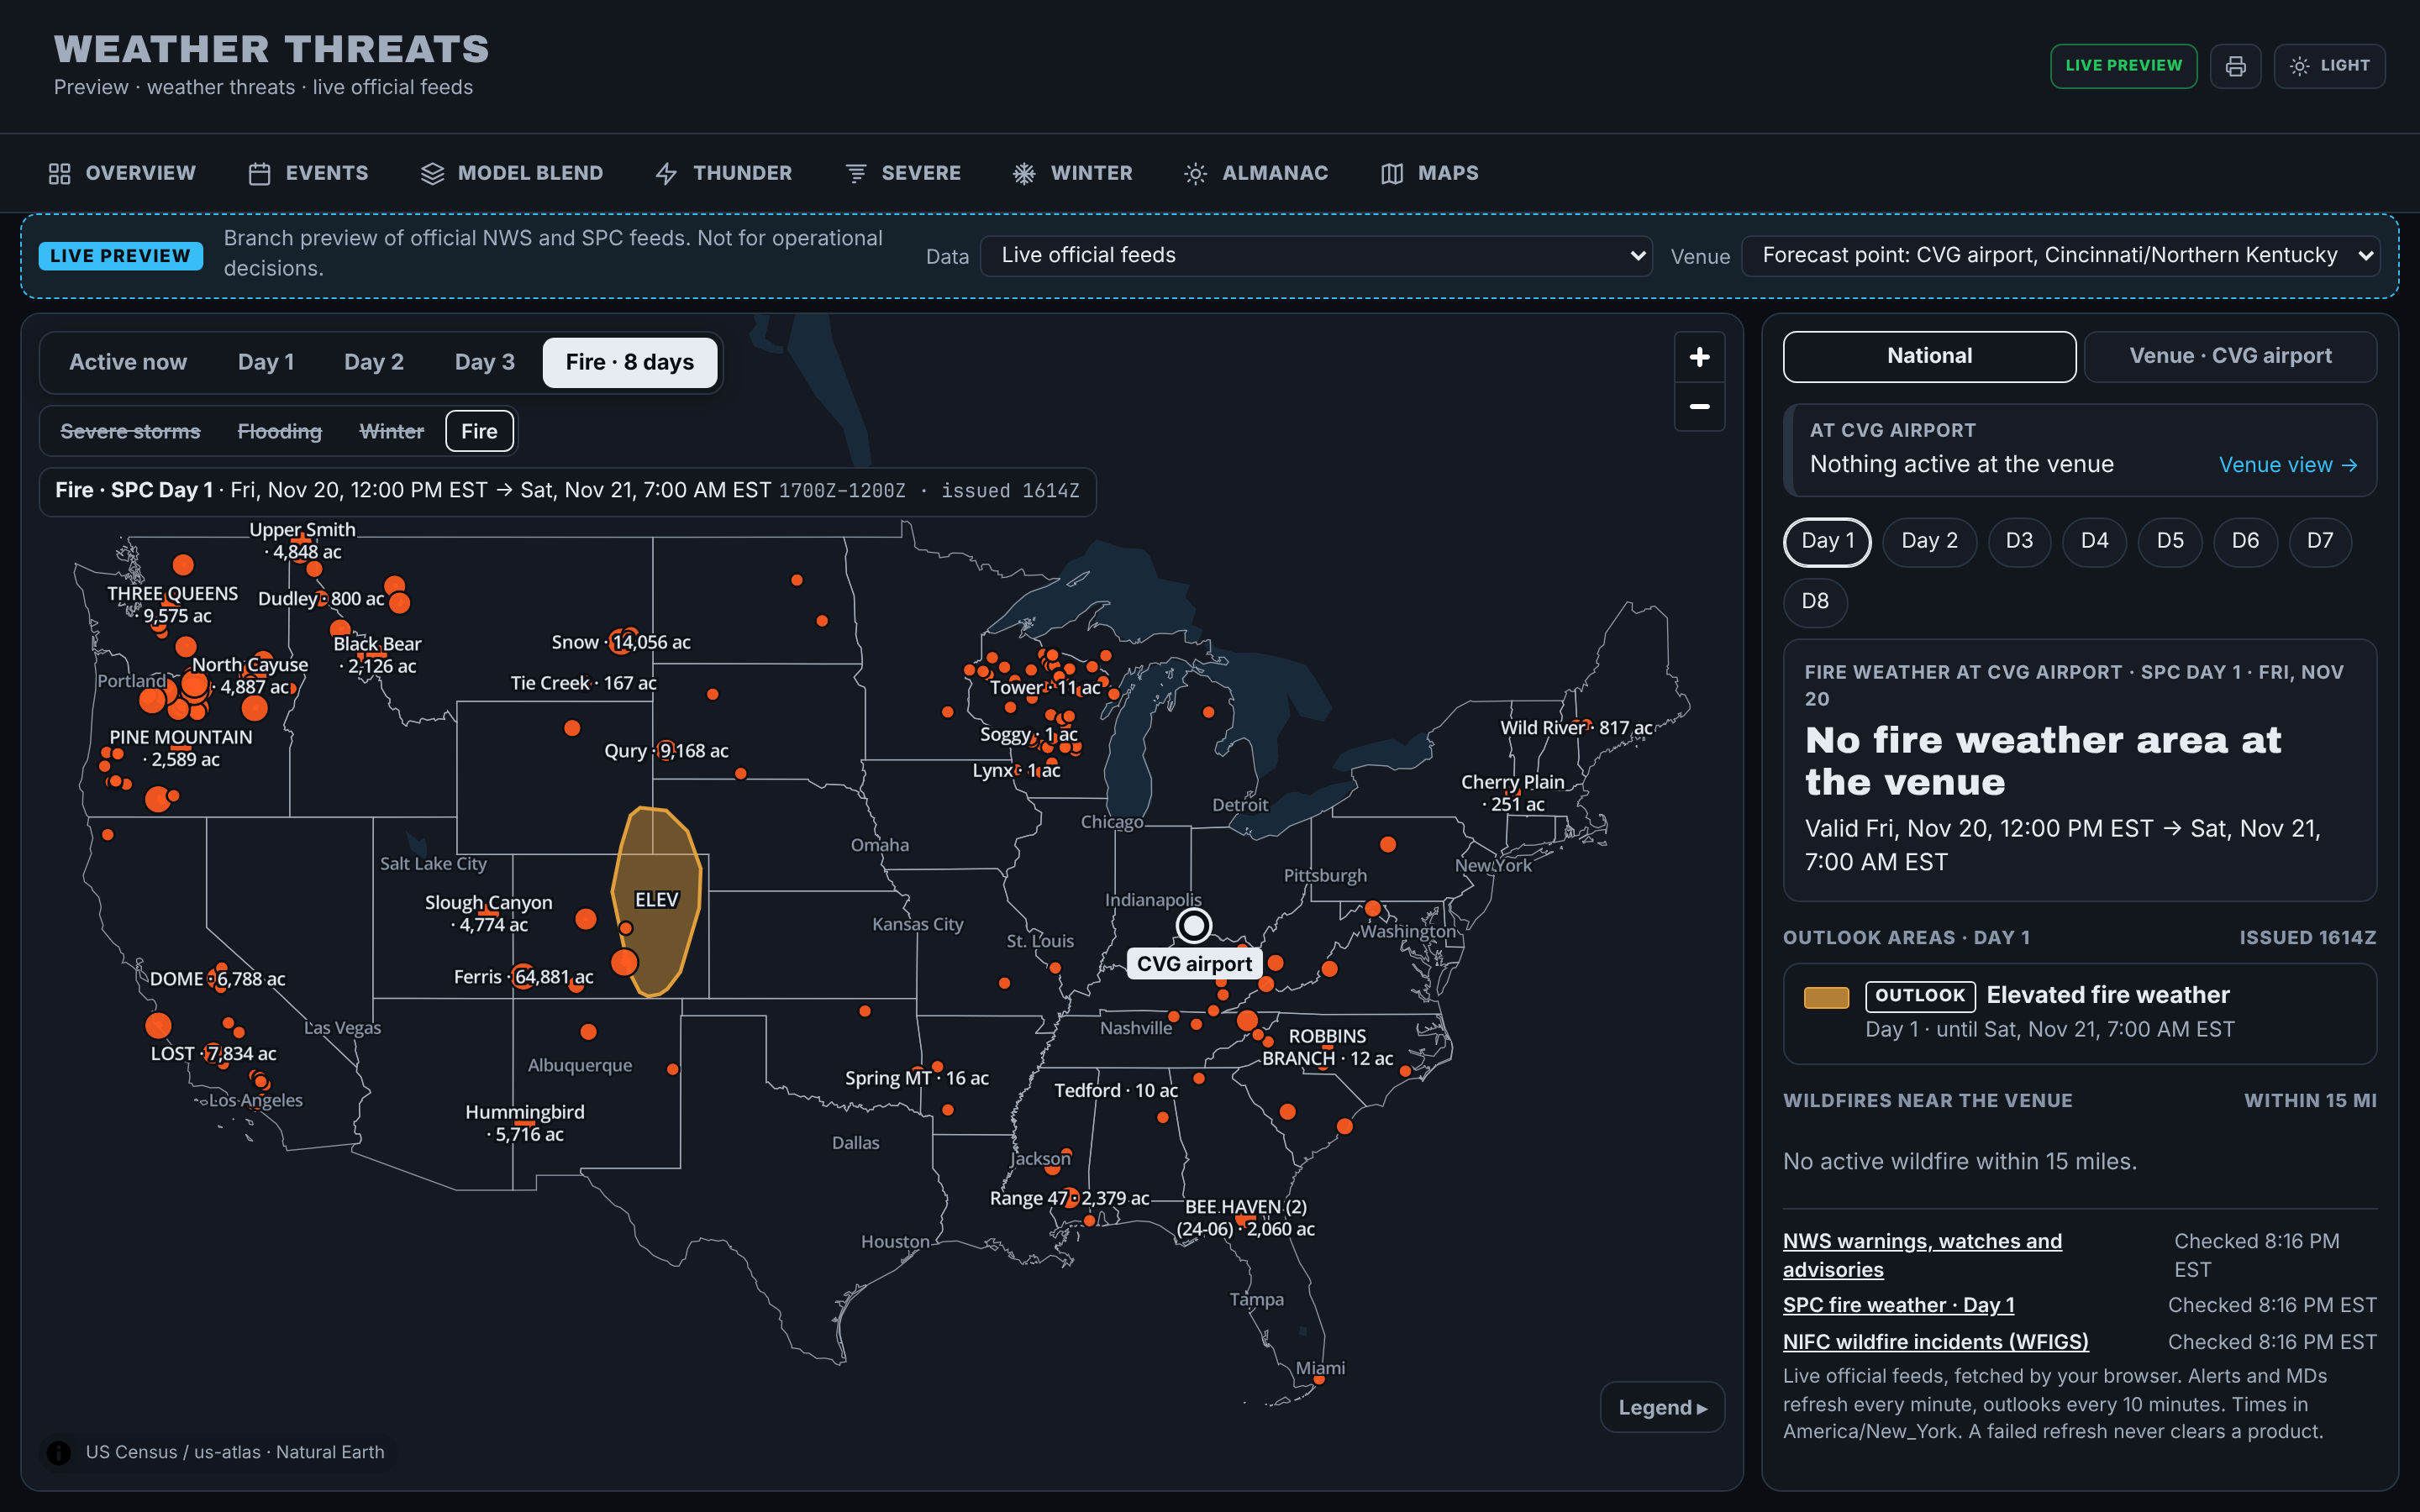 WEATHER THREATS
Preview · weather threats · live official feeds
LIVE PREVIEW
LIGHT
OVERVIEW
EVENTS
MODEL BLEND
THUNDER
SEVERE
WINTER
ALMANAC
MAPS
LIVE PREVIEW
Branch preview of official NWS and SPC feeds. Not for operational
decisions.
Data
Live official feeds
Venue
Forecast point: CVG airport, Cincinnati/Northern Kentucky
Active now
Day 1
Day 2
Day 3
Fire · 8 days
Severe storms
Flooding
Winter
Fire
Fire · SPC Day 1 · Fri, Nov 20, 12:00 PM EST → Sat, Nov 21, 7:00 AM EST 1700Z–1200Z · issued 1614Z
Upper Smith
· 4,848 ac
THREE QUEENS
· 9,575 ac
Dudley · 800 ac
Black Bear
· 2,126 ac
Snow · 14,056 ac
North Cayuse
· 4,887 ac
Portland
Tie Creek · 167 ac
Tower · 11 ac
PINE MOUNTAIN
· 2,589 ac
Qury · 9,168 ac
Soggy · 1 ac
Lynx · 1 ac
Wild River · 817 ac
Cherry Plain
· 251 ac
Detroit
Chicago
Omaha
Salt Lake City
New York
Pittsburgh
ELEV
Slough Canyon
· 4,774 ac
Indianapolis
Kansas City
St. Louis
Washington
CVG airport
DOME · 6,788 ac
Ferris · 64,881 ac
Las Vegas
Nashville
ROBBINS
BRANCH · 12 ac
LOST · 7,834 ac
Albuquerque
Spring MT · 16 ac
Tedford · 10 ac
Los Angeles
Hummingbird
· 5,716 ac
Dallas
Jackson
Range 47 · 2,379 ac
BEE HAVEN (2)
(24-06) · 2,060 ac
Houston
Tampa
Miami
Legend ▸
US Census / us-atlas · Natural Earth
National
Venue · CVG airport
AT CVG AIRPORT
Nothing active at the venue
Venue view →
Day 1
Day 2
D3
D4
D5
D6
D7
D8
FIRE WEATHER AT CVG AIRPORT · SPC DAY 1 · FRI, NOV
20
No fire weather area at
the venue
Valid Fri, Nov 20, 12:00 PM EST → Sat, Nov 21,
7:00 AM EST
OUTLOOK AREAS · DAY 1
ISSUED 1614Z
OUTLOOK
Elevated fire weather
Day 1 · until Sat, Nov 21, 7:00 AM EST
WILDFIRES NEAR THE VENUE
WITHIN 15 MI
No active wildfire within 15 miles.
NWS warnings, watches and
advisories
Checked 8:16 PM
EST
SPC fire weather · Day 1
Checked 8:16 PM EST
NIFC wildfire incidents (WFIGS)
Checked 8:16 PM EST
Live official feeds, fetched by your browser. Alerts and MDs
refresh every minute, outlooks every 10 minutes. Times in
America/New_York. A failed refresh never clears a product.